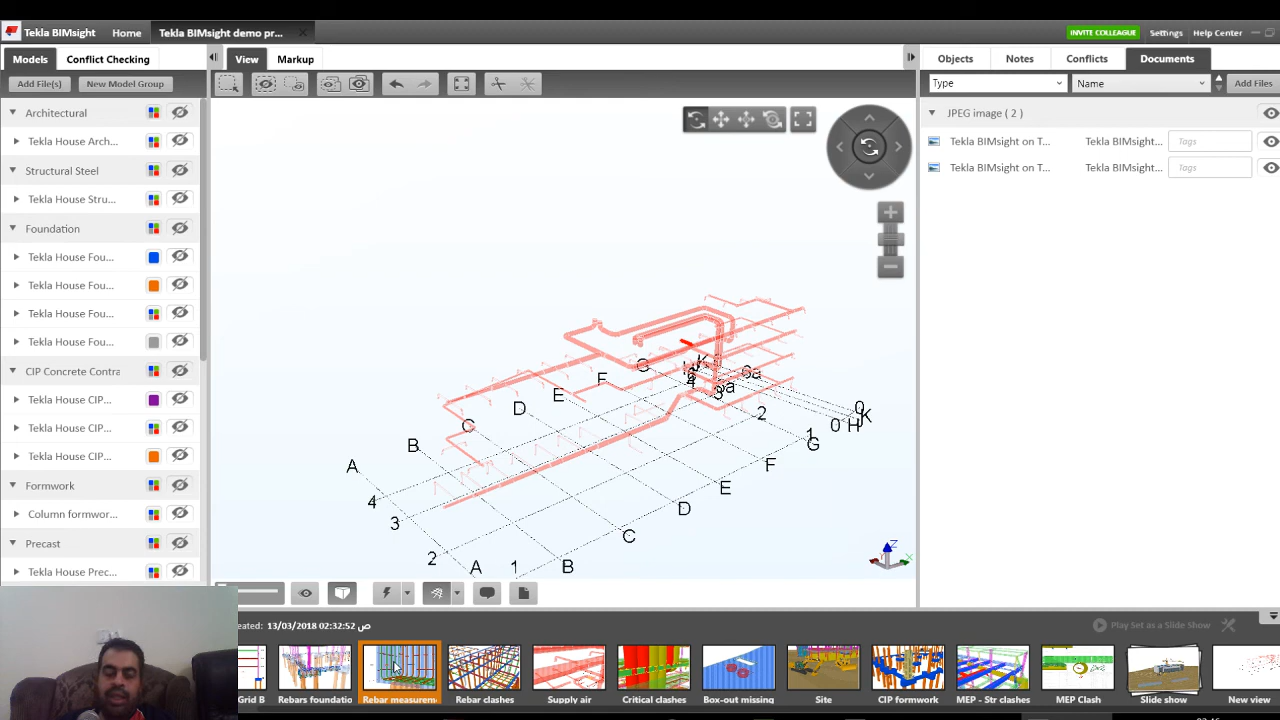 Tekla BIMsight
Home
Tekla BIMsight demo pr...
INVITE COLLEAGUE
Settings
Help Center
Models
Conflict Checking
View
Markup
Objects
Notes
Conflicts
Documents
Add File(s)
New Model Group
Type
Name
Add Files
Architectural
JPEG image ( 2 )
Tekla House Arch...
Tekla BIMsight on T...
Tekla BIMsight...
Tags
Structural Steel
Tekla BIMsight on T...
Tekla BIMsight...
Tags
Tekla House Stru...
Foundation
Tekla House Fou...
Tekla House Fou...
Tekla House Fou...
Tekla House Fou...
CIP Concrete Contra
Tekla House CIP...
Tekla House CIP...
Tekla House CIP...
Formwork
Column formwor...
Precast
Tekla House Prec...
A B C D E F G
4 3 2 1
A B C D E F G
2 1
0 0 H K
Z
X
eated: 13/03/2018 02:32:52 ص
Play Set as a Slide Show
Grid B
Rebars foundatio
Rebar measurem
Rebar clashes
Supply air
Critical clashes
Box-out missing
Site
CIP formwork
MEP - Str clashes
MEP Clash
Slide show
New view